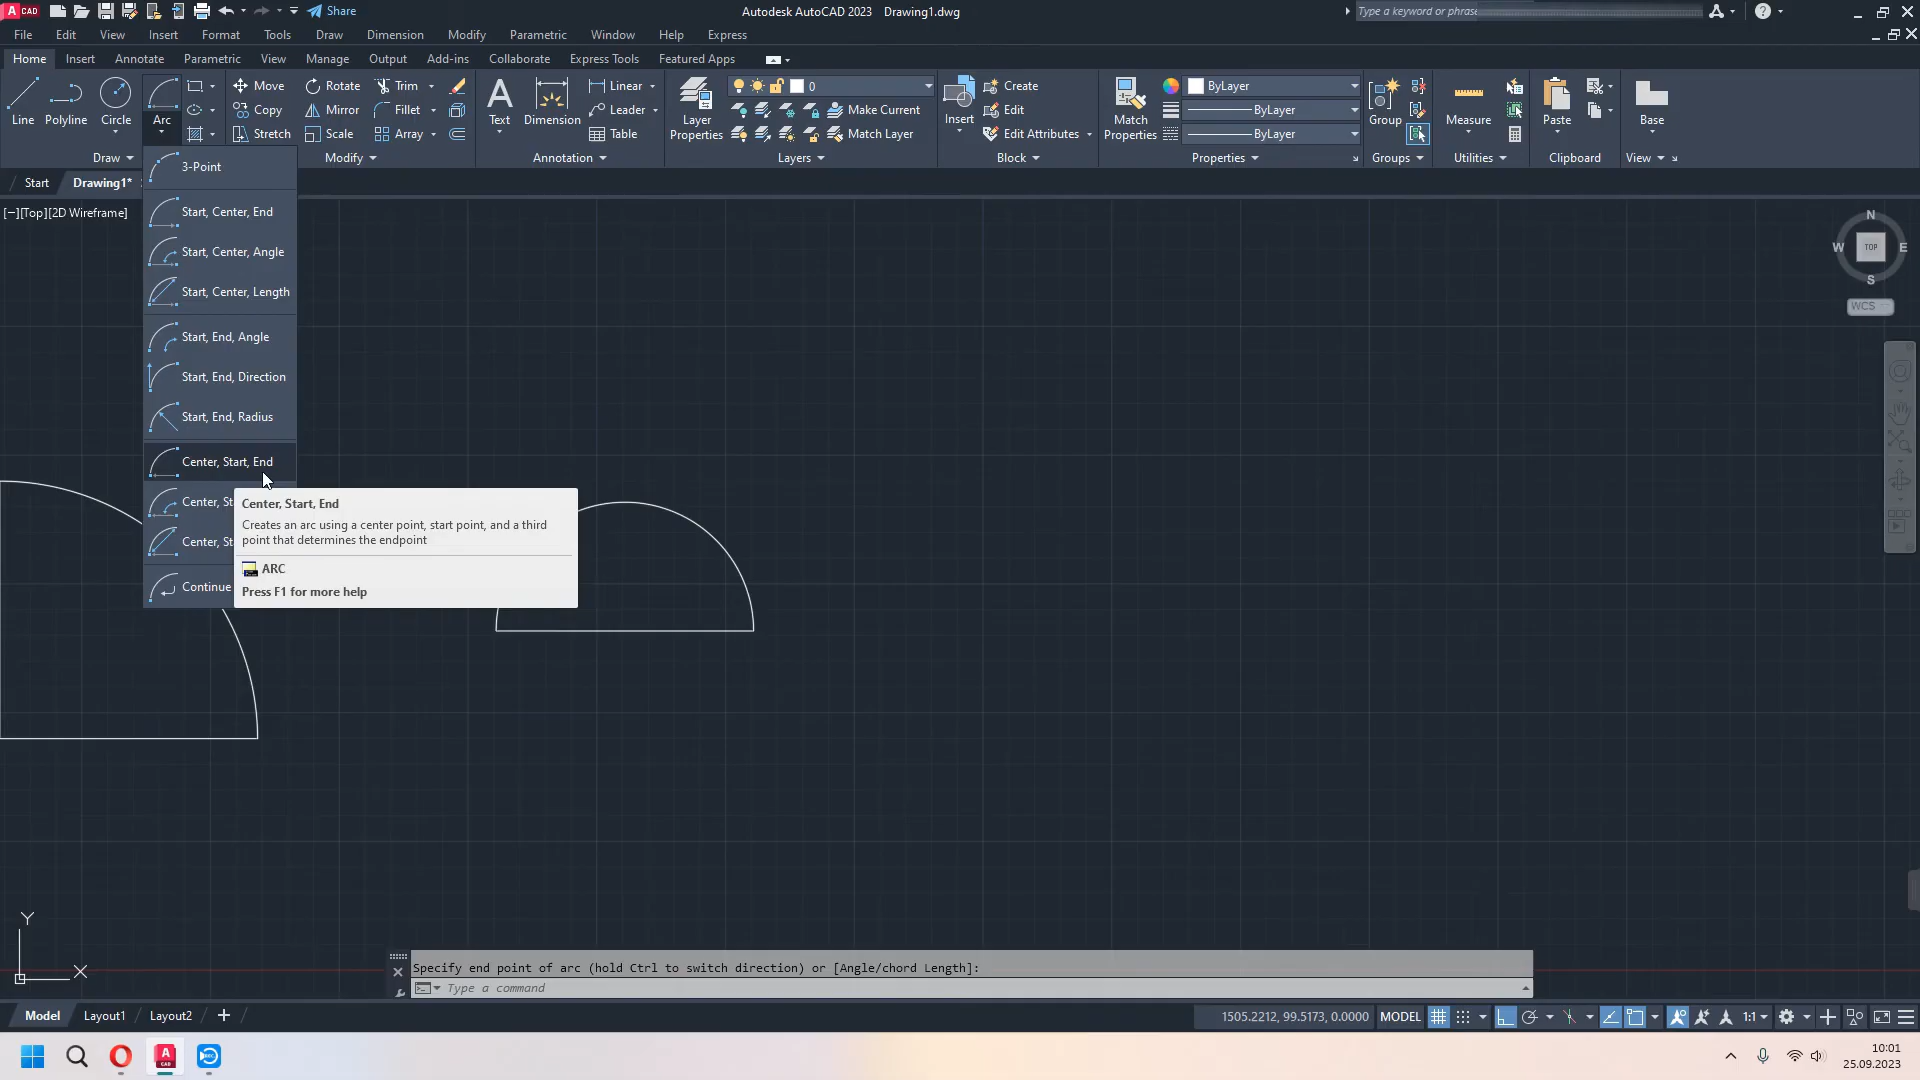 CAD
Share
Autodesk AutoCAD 2023 Drawing1.dwg
Type a keyword or phrase
File Edit View Insert Format Tools Draw Dimension Modify Parametric Window Help Express
Home Insert Annotate Parametric View Manage Output Add-ins Collaborate Express Tools Featured Apps
Line Polyline Circle Arc
Move Rotate Trim
Copy Mirror Fillet
Stretch Scale Array
Text Dimension
Linear
Leader
Table
Layer Properties
0
Make Current
Match Layer
Insert
Create
Edit
Edit Attributes
Match Properties
ByLayer
ByLayer
ByLayer
Group
Measure
Paste
Base
Draw Modify Annotation Layers Block Properties Groups Utilities Clipboard View
Start Drawing1*
[−][Top][2D Wireframe]
3-Point
Start, Center, End
Start, Center, Angle
Start, Center, Length
Start, End, Angle
Start, End, Direction
Start, End, Radius
Center, Start, End
Center, St
Center, St
Continue
Center, Start, End
Creates an arc using a center point, start point, and a third
point that determines the endpoint
ARC
Press F1 for more help
N
W TOP E
S
WCS
Y
X
Specify end point of arc (hold Ctrl to switch direction) or [Angle/chord Length]:
Type a command
Model Layout1 Layout2
1505.2212, 99.5173, 0.0000 MODEL 1:1
A CAD
10:01
25.09.2023